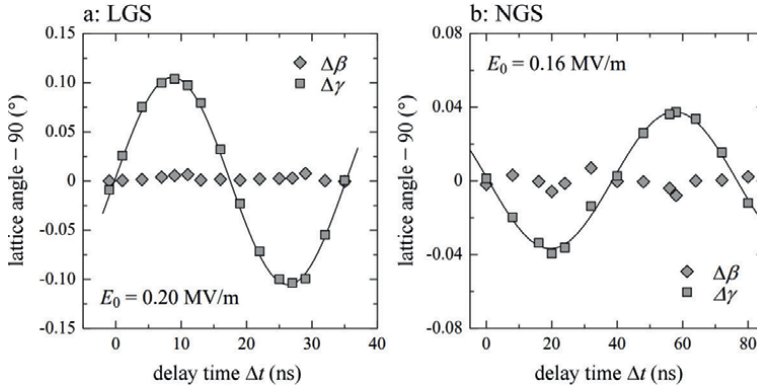 a: LGS
0.15
0.10
0.05
0
-0.05
-0.10
-0.15
lattice angle – 90 (°)
Δβ
Δγ
E₀ = 0.20 MV/m
0 10 20 30 40
delay time Δt (ns)
b: NGS
0.08
0.04
0
-0.04
-0.08
lattice angle – 90 (°)
E₀ = 0.16 MV/m
Δβ
Δγ
0 20 40 60 80
delay time Δt (ns)